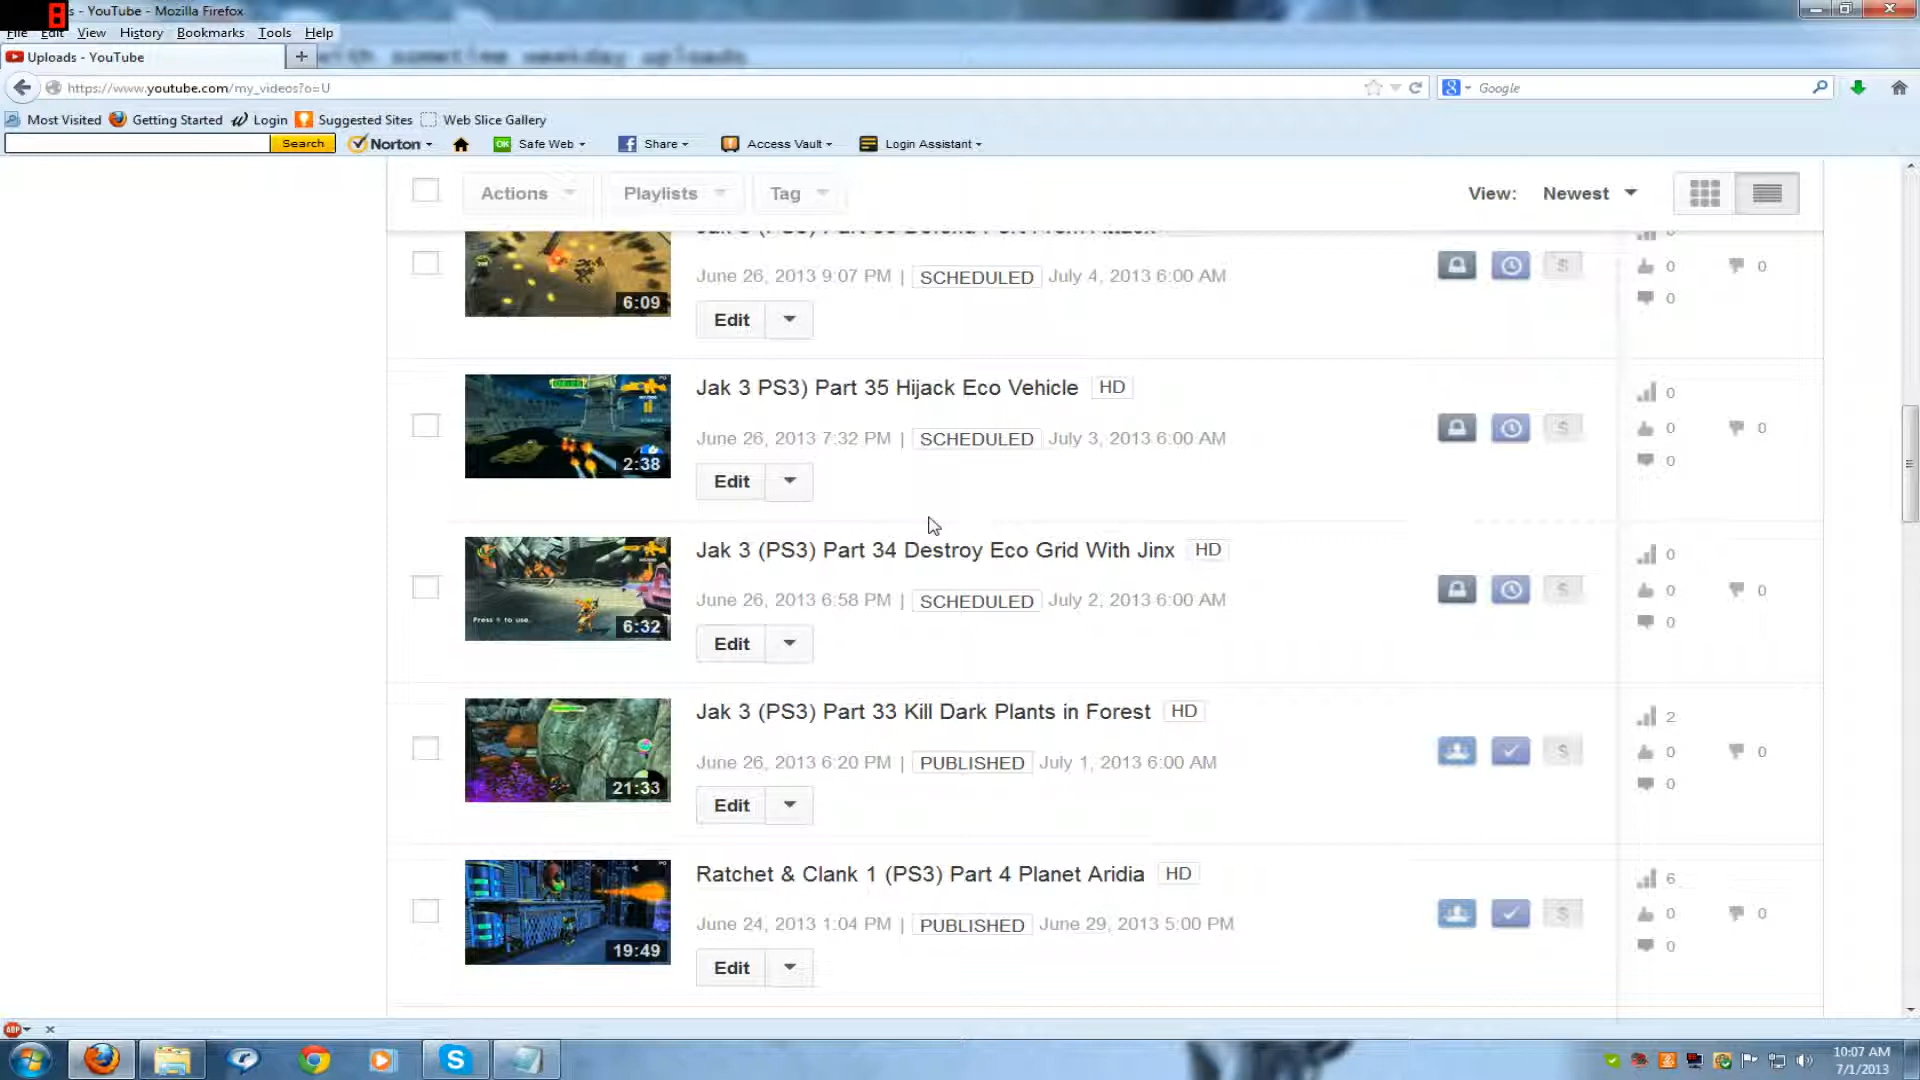 s - YouTube - Mozilla Firefox
File Edit View History Bookmarks Tools Help
Uploads - YouTube
with sometime weekday uploads
https://www.youtube.com/my_videos?o=U
Google
Most Visited Getting Started Login Suggested Sites Web Slice Gallery
Search Norton Safe Web Share Access Vault Login Assistant
Actions Playlists Tag View: Newest
6:09
June 26, 2013 9:07 PM | SCHEDULED July 4, 2013 6:00 AM
0 0
0
Edit
Jak 3 PS3) Part 35 Hijack Eco Vehicle HD
0
2:38
June 26, 2013 7:32 PM | SCHEDULED July 3, 2013 6:00 AM
0 0
0
Edit
Jak 3 (PS3) Part 34 Destroy Eco Grid With Jinx HD
0
Press to use.
6:32
June 26, 2013 6:58 PM | SCHEDULED July 2, 2013 6:00 AM
0 0
0
Edit
Jak 3 (PS3) Part 33 Kill Dark Plants in Forest HD
2
21:33
June 26, 2013 6:20 PM | PUBLISHED July 1, 2013 6:00 AM
0 0
0
Edit
Ratchet & Clank 1 (PS3) Part 4 Planet Aridia HD
6
19:49
June 24, 2013 1:04 PM | PUBLISHED June 29, 2013 5:00 PM
0 0
0
Edit
ABP
10:07 AM
7/1/2013